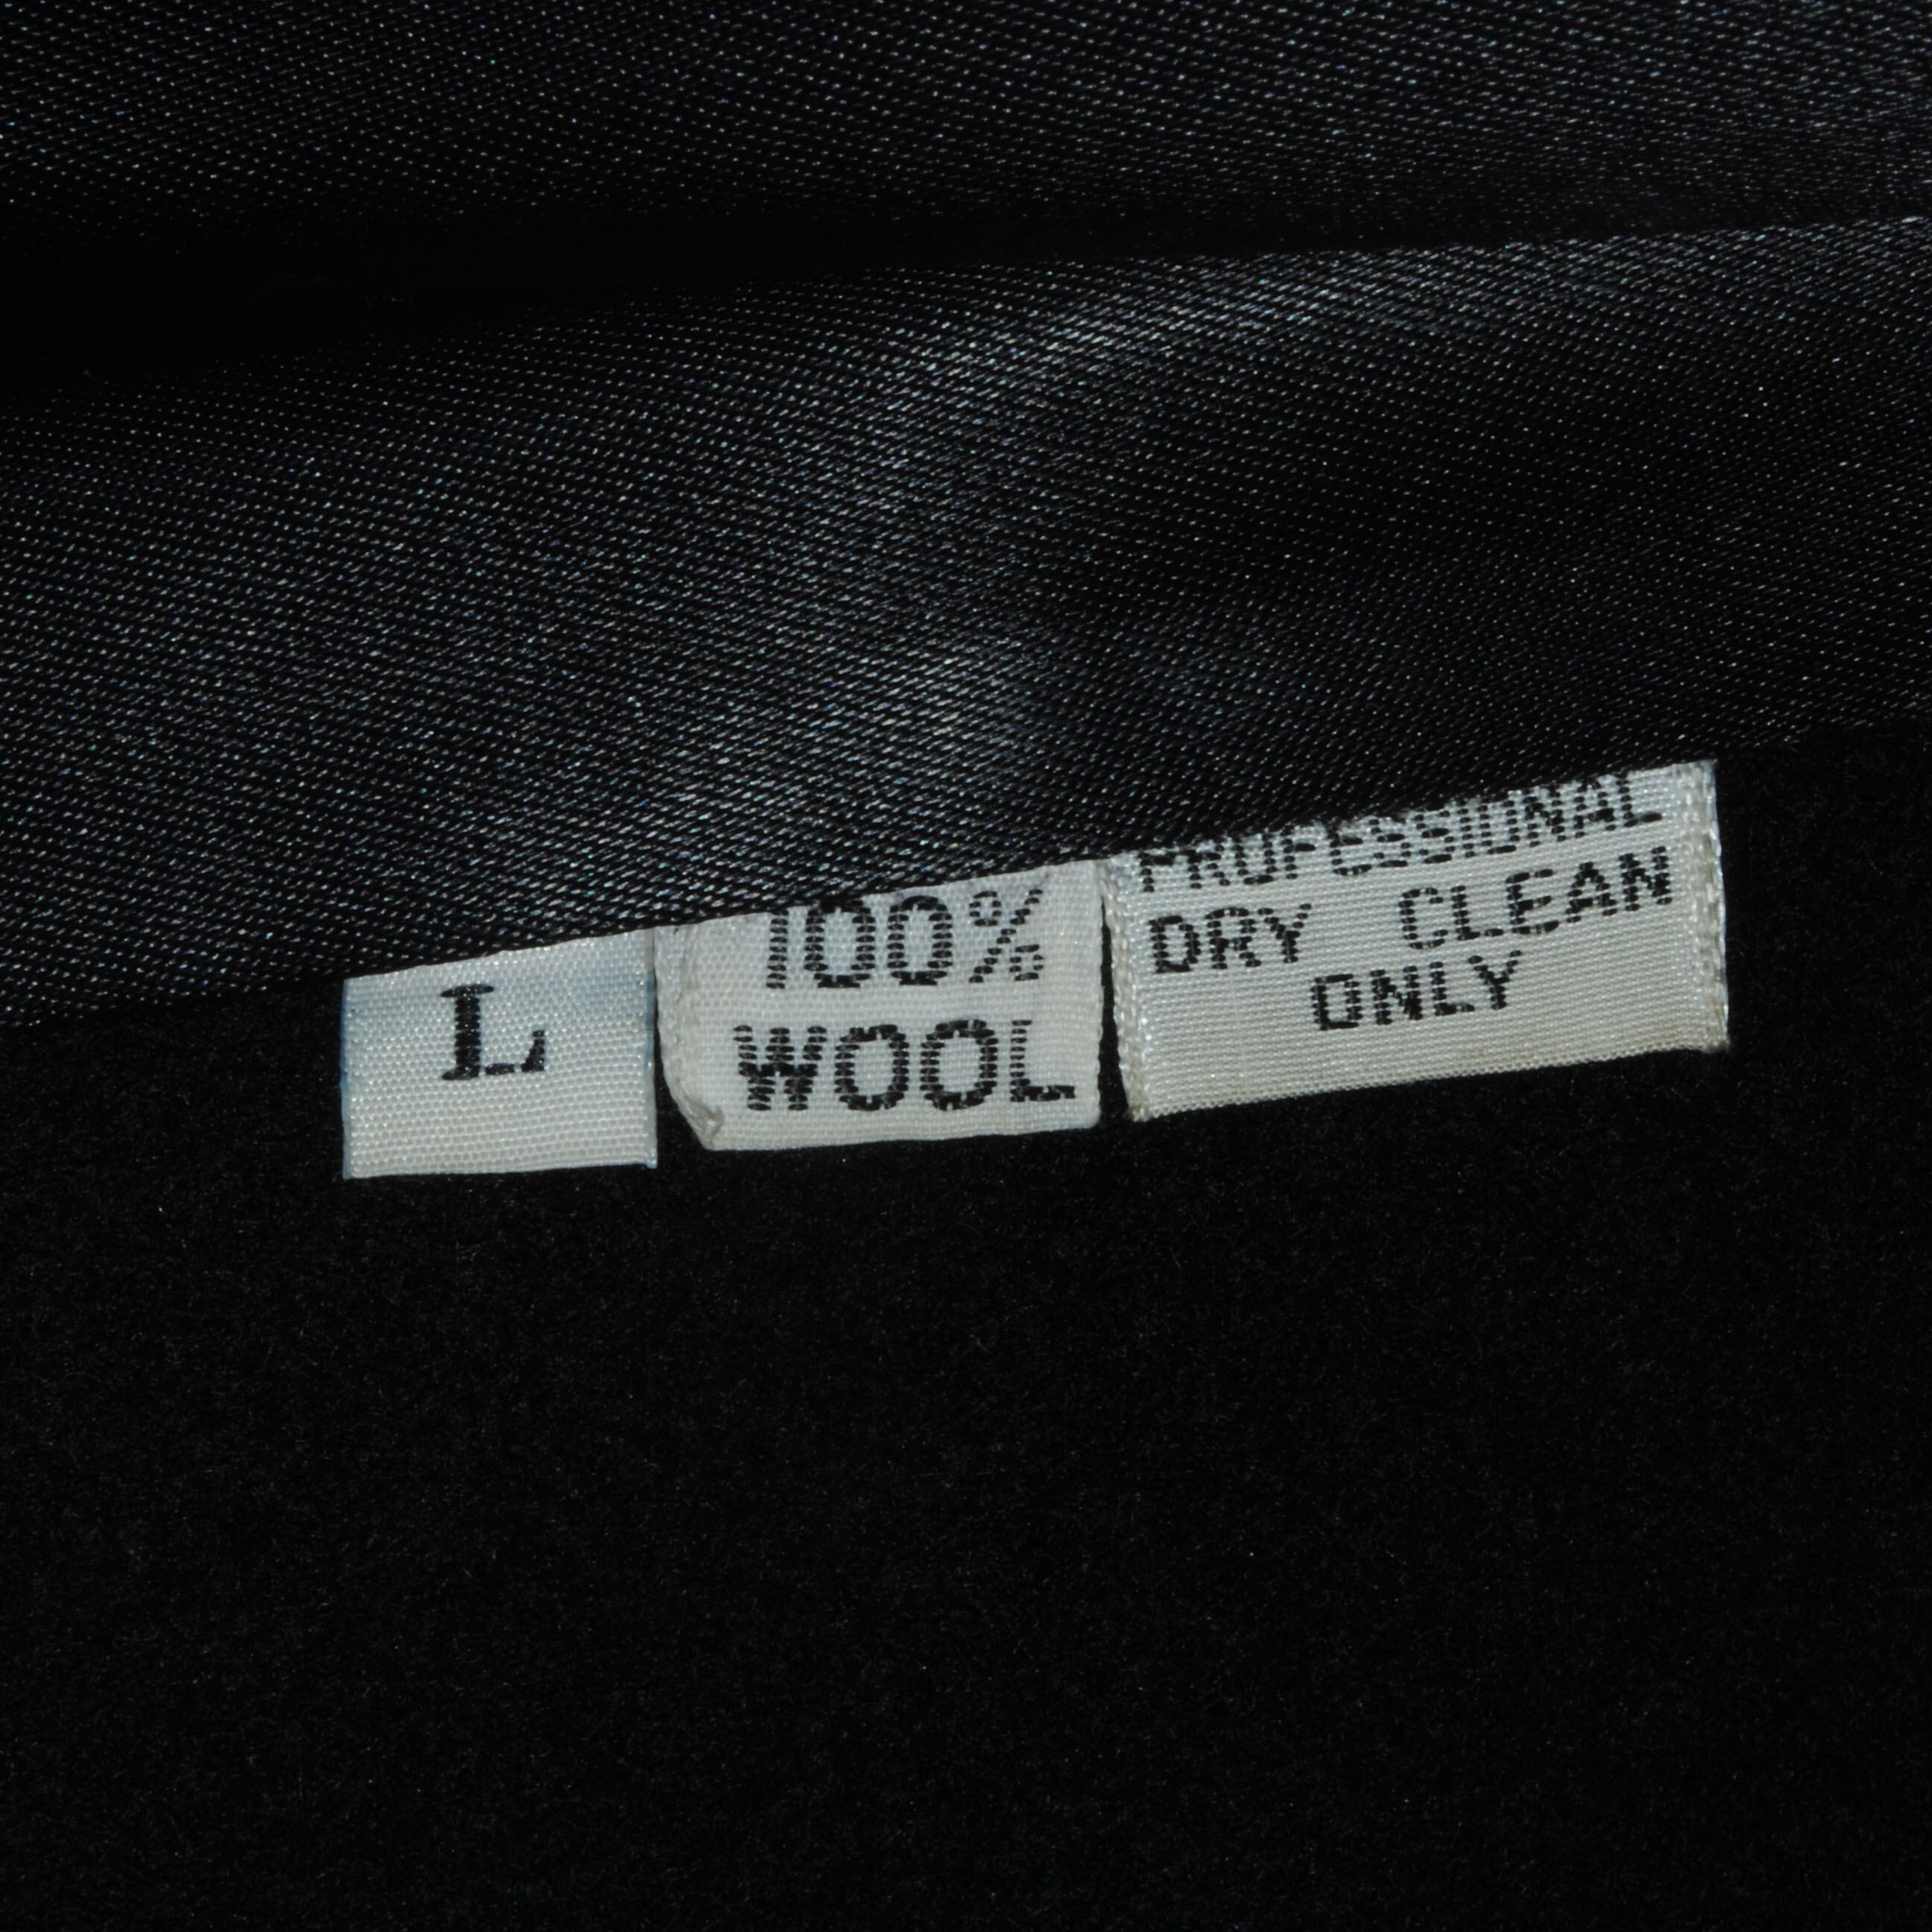 L
100%
WOOL
PROFESSIONAL
DRY CLEAN
ONLY